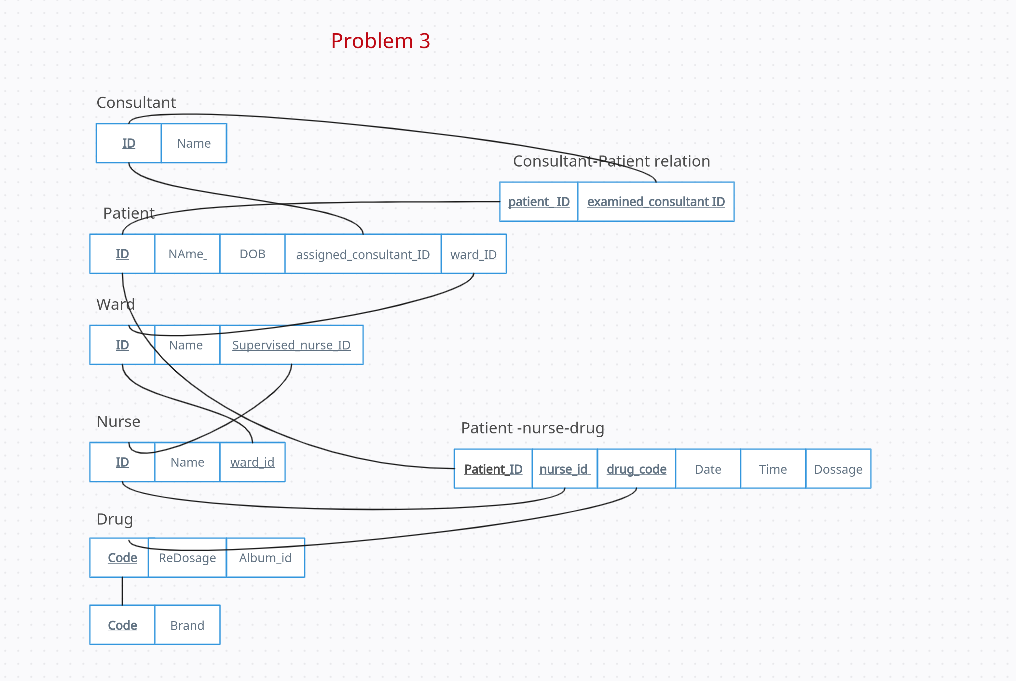 Problem 3
Consultant
ID Name
Consultant-Patient relation
patient_ID examined_consultant ID
Patient
ID NAme_ DOB assigned_consultant_ID ward_ID
Ward
ID Name Supervised_nurse_ID
Nurse
ID Name ward_id
Patient -nurse-drug
Patient_ID nurse_id drug_code Date Time Dossage
Drug
Code ReDosage Album_id
Code Brand